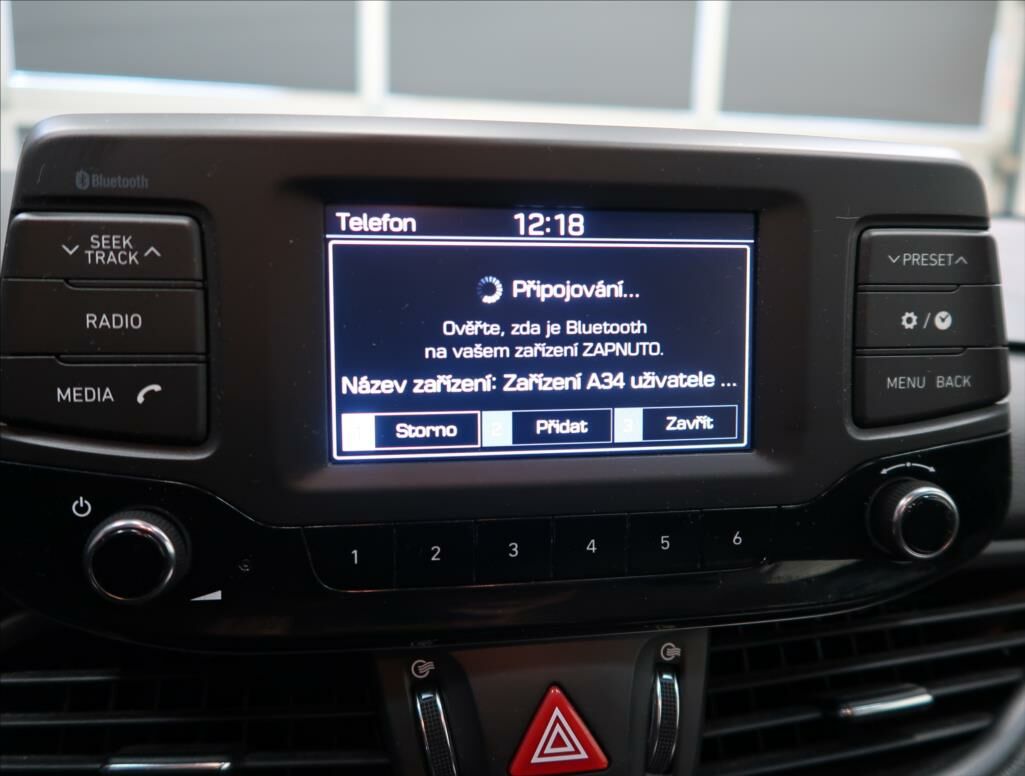 Bluetooth
SEEK
TRACK
RADIO
MEDIA
Telefon 12:18
Připojování...
Ověřte, zda je Bluetooth
na vašem zařízení ZAPNUTO.
Název zařízení: Zařízení A34 uživatele ...
1 Storno 2 Přidat 3 Zavřít
PRESET
/
MENU BACK
1 2 3 4 5 6